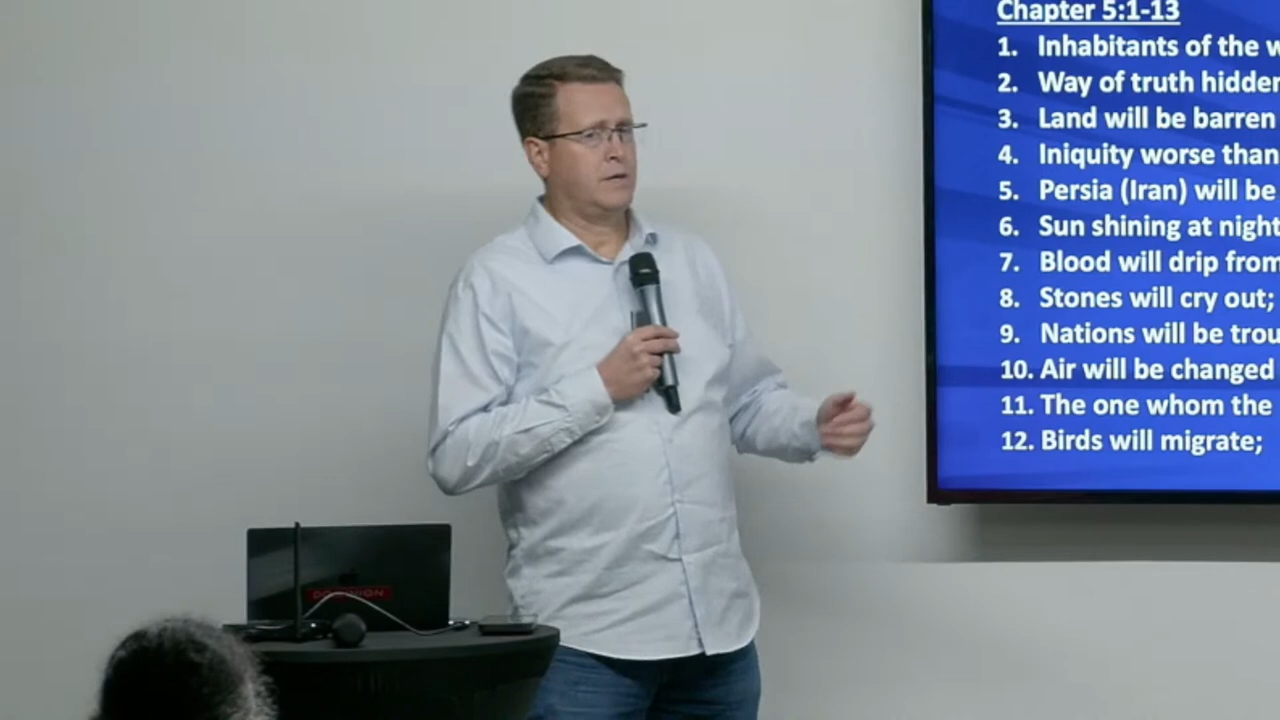 Chapter 5:1-13
1. Inhabitants of the
2. Way of truth hidden
3. Land will be barren
4. Iniquity worse than
5. Persia (Iran) will be
6. Sun shining at night
7. Blood will drip from
8. Stones will cry out;
9. Nations will be
10. Air will be changed
11. The one whom the
12. Birds will migrate;
DOMINION